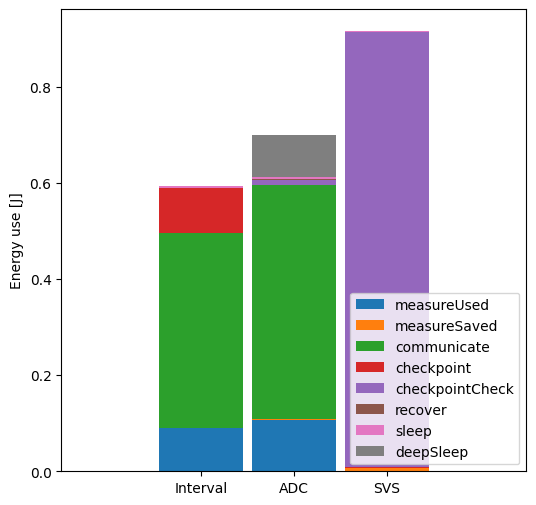 Energy use [J]
0.8
0.6
0.4
0.2
0.0
measureUsed
measureSaved
communicate
checkpoint
checkpointCheck
recover
sleep
deepSleep
Interval ADC SVS